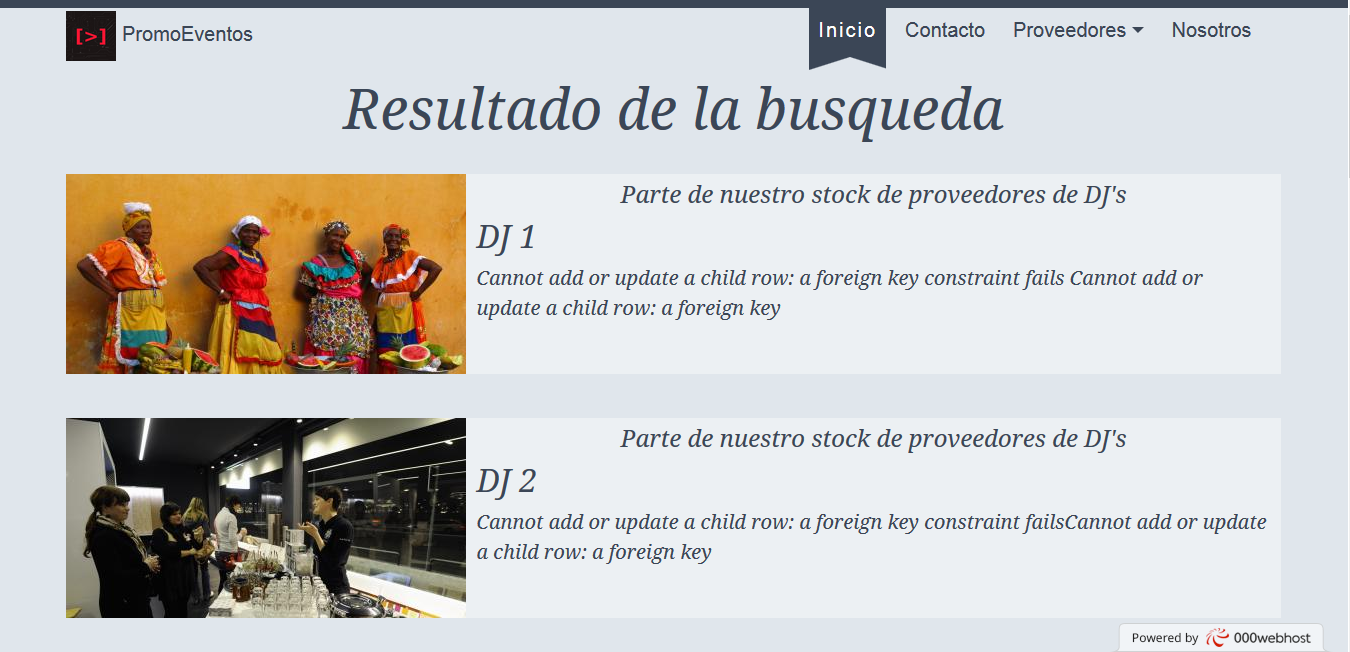 [>] PromoEventos
Inicio Contacto Proveedores Nosotros
Resultado de la busqueda
Parte de nuestro stock de proveedores de DJ's
DJ 1
Cannot add or update a child row: a foreign key constraint fails Cannot add or
update a child row: a foreign key
Parte de nuestro stock de proveedores de DJ's
DJ 2
Cannot add or update a child row: a foreign key constraint failsCannot add or update
a child row: a foreign key
Powered by 000webhost